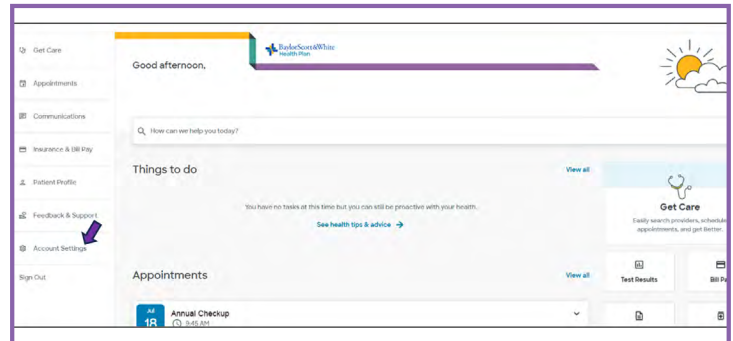 Get Care
Appointments
Communications
Insurance & Bill Pay
Patient Profile
Feedback & Support
Account Settings
Sign Out
BaylorScott&White
Health Plan
Good afternoon,
How can we help you today?
Things to do
View all
You have no tasks at this time but you can still be proactive with your health.
See health tips & advice
Get Care
Easily search providers, schedule
appointments, and get Better.
Appointments
View all
Test Results
Bill Pa
18
Annual Checkup
9:45 AM